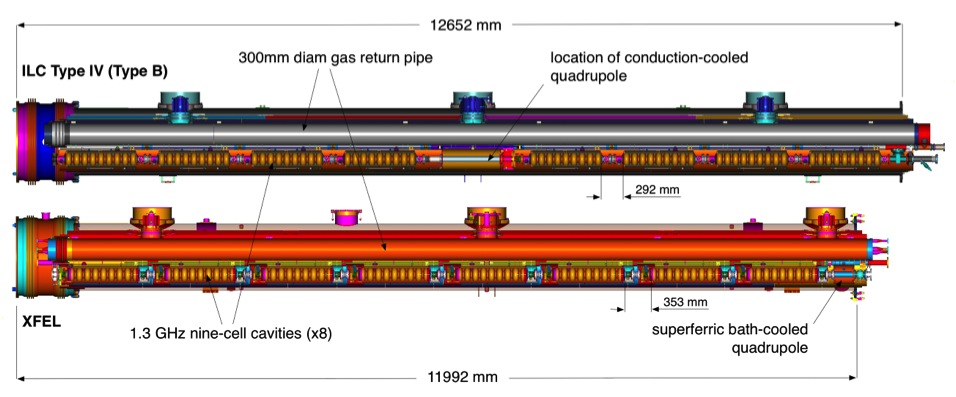 12652 mm
ILC Type IV (Type B)
300mm diam gas return pipe
location of conduction-cooled
quadrupole
292 mm
353 mm
XFEL
1.3 GHz nine-cell cavities (x8)
superferric bath-cooled
quadrupole
11992 mm